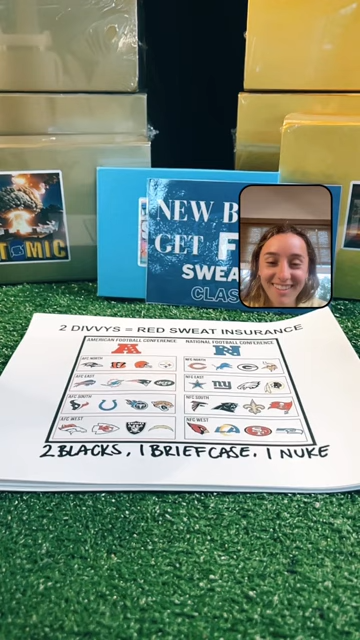 NEW B
GET F
SWEA
CLAS
TOMIC
2 DIVVYS = RED SWEAT INSURANCE
AMERICAN FOOTBALL CONFERENCE NATIONAL FOOTBALL CONFERENCE
AFC NORTH NFC NORTH
AFC EAST NFC EAST
AFC SOUTH NFC SOUTH
AFC WEST NFC WEST
2 BLACKS, 1 BRIEFCASE, 1 NUKE